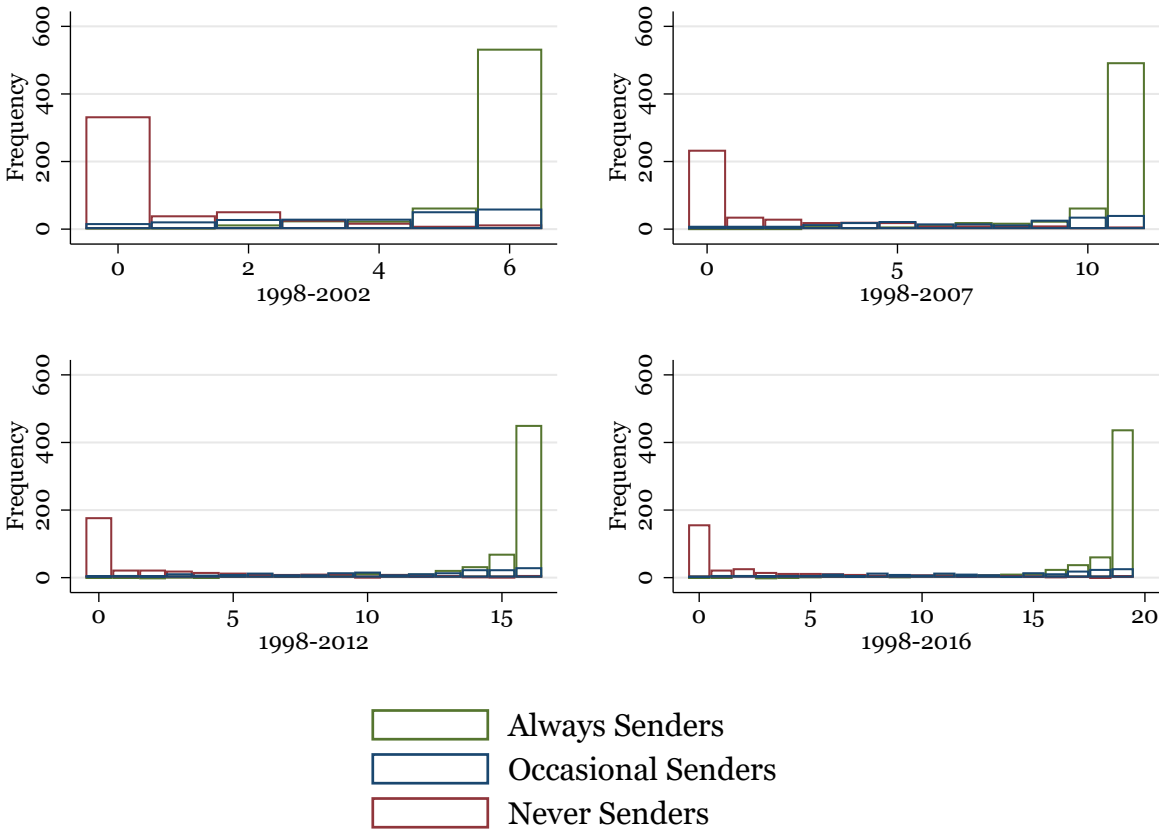 Frequency
0 200 400 600
0 2 4 6
1998-2002
Frequency
0 200 400 600
0 5 10
1998-2007
Frequency
0 200 400 600
0 5 10 15
1998-2012
Frequency
0 200 400 600
0 5 10 15 20
1998-2016
Always Senders
Occasional Senders
Never Senders